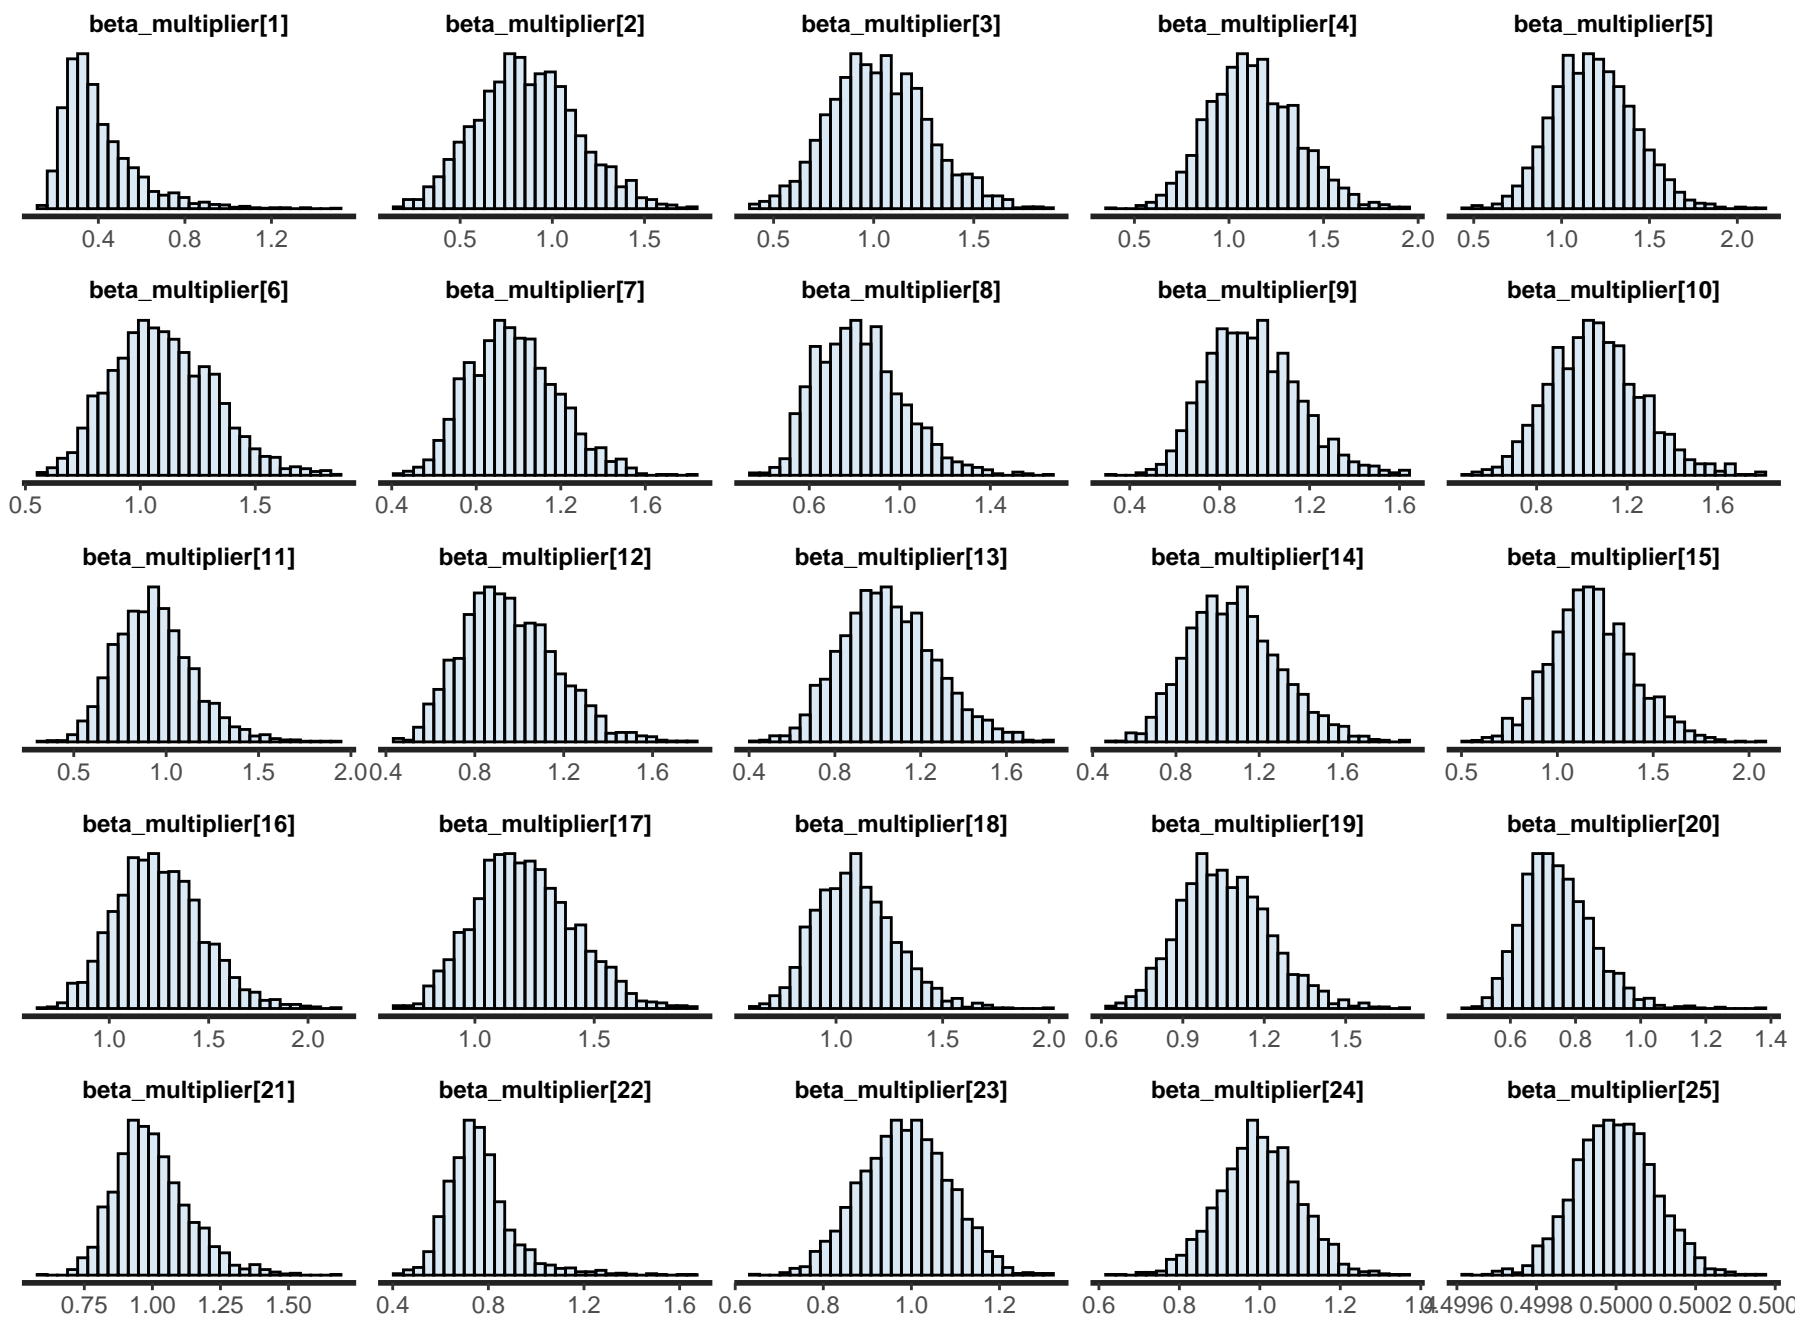 beta_multiplier[1] beta_multiplier[2] beta_multiplier[3] beta_multiplier[4] beta_multiplier[5]
0.4 0.8 1.2 0.5 1.0 1.5 0.5 1.0 1.5 0.5 1.0 1.5 2.0 0.5 1.0 1.5 2.0
beta_multiplier[6] beta_multiplier[7] beta_multiplier[8] beta_multiplier[9] beta_multiplier[10]
0.5 1.0 1.5 0.4 0.8 1.2 1.6 0.6 1.0 1.4 0.4 0.8 1.2 1.6 0.8 1.2 1.6
beta_multiplier[11] beta_multiplier[12] beta_multiplier[13] beta_multiplier[14] beta_multiplier[15]
0.5 1.0 1.5 2.0 0.4 0.8 1.2 1.6 0.4 0.8 1.2 1.6 0.4 0.8 1.2 1.6 0.5 1.0 1.5 2.0
beta_multiplier[16] beta_multiplier[17] beta_multiplier[18] beta_multiplier[19] beta_multiplier[20]
1.0 1.5 2.0 1.0 1.5 1.0 1.5 2.0 0.6 0.9 1.2 1.5 0.6 0.8 1.0 1.2 1.4
beta_multiplier[21] beta_multiplier[22] beta_multiplier[23] beta_multiplier[24] beta_multiplier[25]
0.75 1.00 1.25 1.50 0.4 0.8 1.2 1.6 0.6 0.8 1.0 1.2 0.6 0.8 1.0 1.2 0.4998 0.5000 0.5002